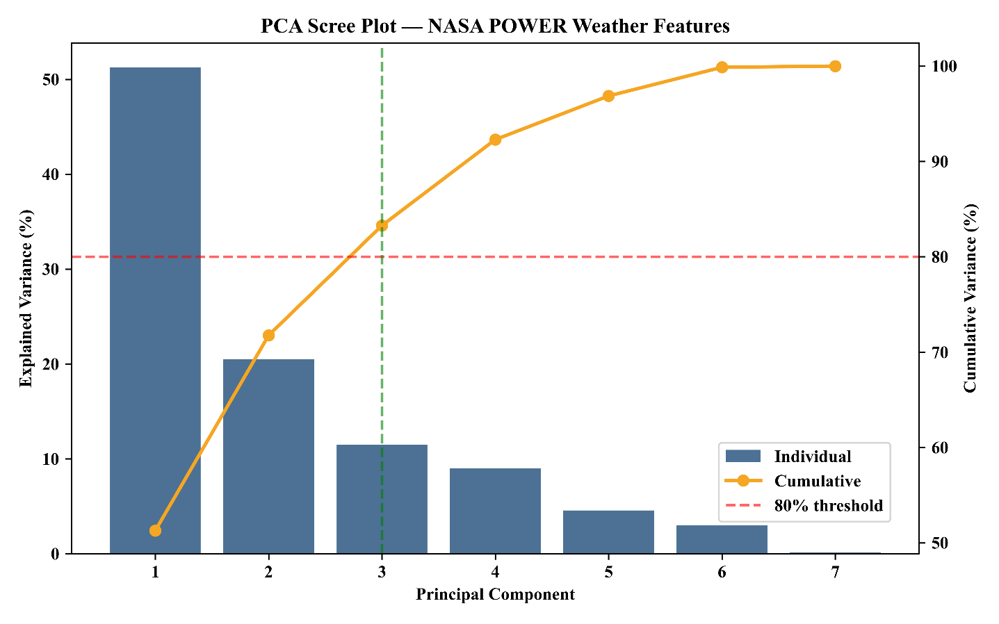 PCA Scree Plot — NASA POWER Weather Features
Explained Variance (%)
50
40
30
20
10
0
100
90
80
70
60
50
Cumulative Variance (%)
Individual
Cumulative
80% threshold
1 2 3 4 5 6 7
Principal Component